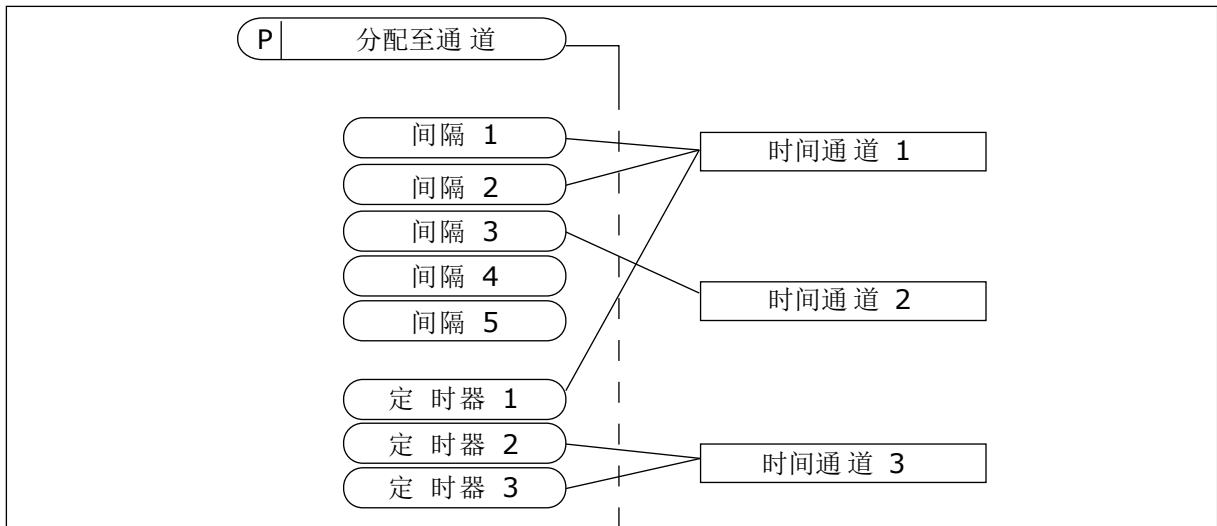 P 分配至通道
间隔 1
时间通道 1
间隔 2
间隔 3
间隔 4
时间通道 2
间隔 5
定时器 1
定时器 2
时间通道 3
定时器 3